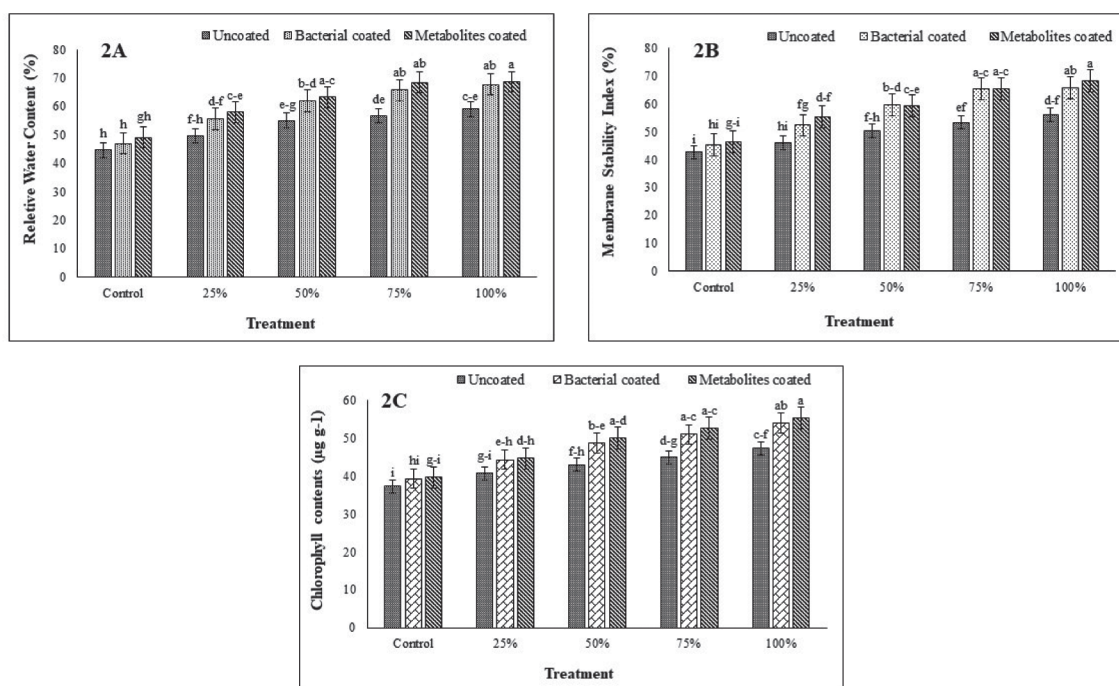 2A
Uncoated Bacterial coated Metabolites coated
Reletive Water Content (%)
80
70
60
50
40
30
20
10
0
h h gh f-h d-f c-e e-g b-d a-c de ab ab c-e ab a
Control 25% 50% 75% 100%
Treatment
2B
Uncoated Bacterial coated Metabolites coated
Membrane Stability Index (%)
80
70
60
50
40
30
20
10
0
i hi g-i hi fg d-f f-h b-d c-e ef a-c a-c d-f ab a
Control 25% 50% 75% 100%
Treatment
2C
Uncoated Bacterial coated Metabolites coated
Chlorophyll contents (µg g-1)
60
50
40
30
20
10
0
i hi g-i g-i e-h d-h f-h b-e a-d d-g a-c a-c c-f ab a
Control 25% 50% 75% 100%
Treatment